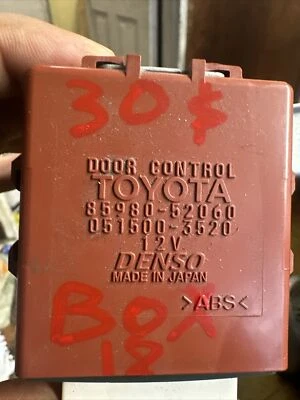 30$
DOOR CONTROL
TOYOTA
85980-52060
051500-3520
12V
DENSO
MADE IN JAPAN
>ABS<
BOX
18